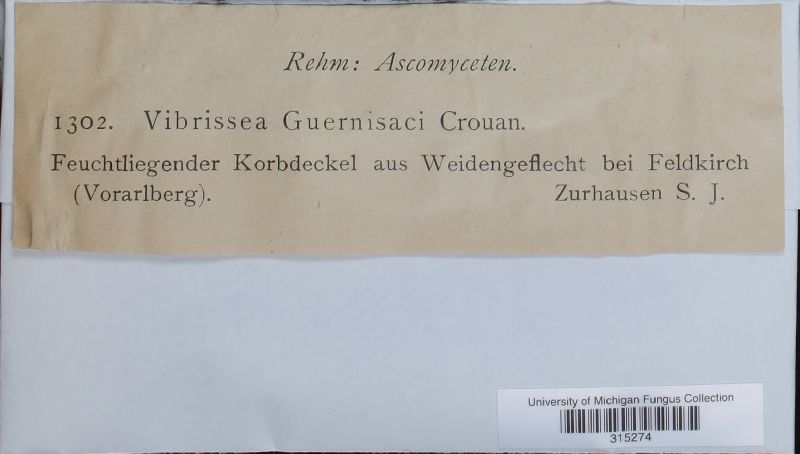 Rehm: Ascomyceten.
1302. Vibrissea Guernisaci Crouan.
Feuchtliegender Korbdeckel aus Weidengeflecht bei Feldkirch
(Vorarlberg). Zurhausen S. J.
University of Michigan Fungus Collection
315274